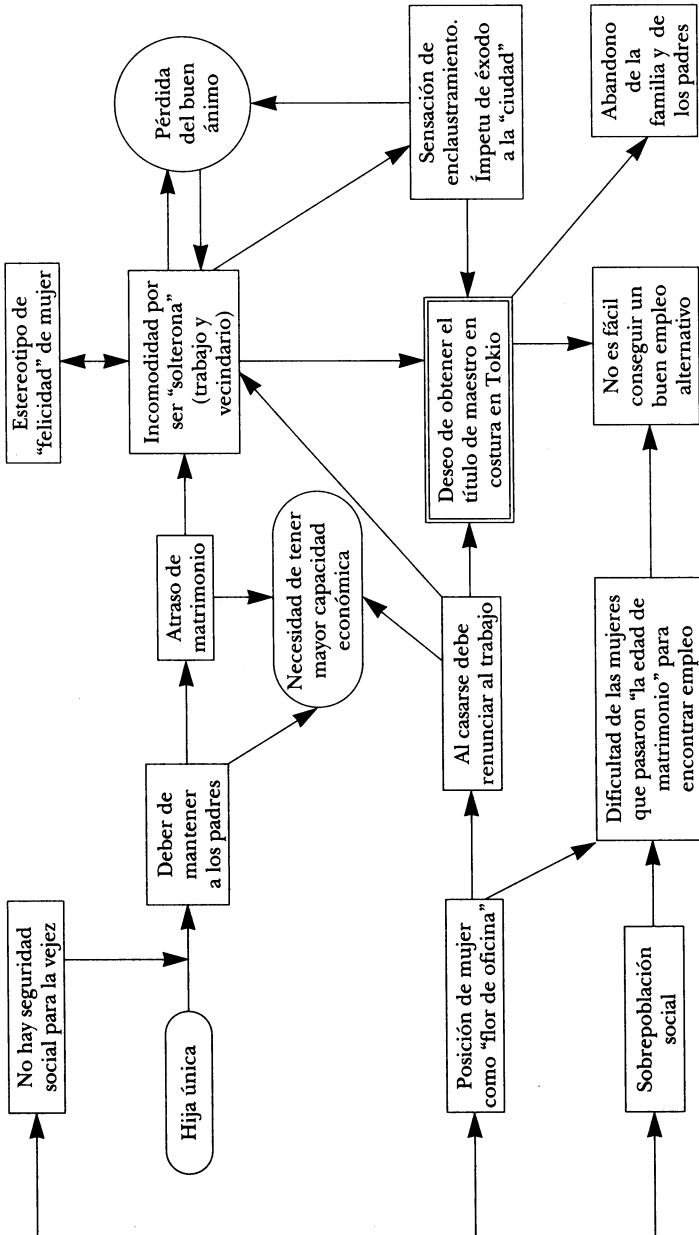 No hay seguridad
social para la vejez
Hija única
Deber de
mantener
a los padres
Atraso de
matrimonio
Necesidad de tener
mayor capacidad
económica
Estereotipo de
“felicidad” de mujer
Incomodidad por
ser “solterona”
(trabajo y
vecindario)
Pérdida
del buen
ánimo
Posición de mujer
como “flor de oficina”
Al casarse debe
renunciar al trabajo
Deseo de obtener el
título de maestro en
costura en Tokio
Sensación de
enclaustramiento.
Ímpetu de éxodo
a la “ciudad”
Sobrepoblación
social
Dificultad de las mujeres
que pasaron “la edad de
matrimonio” para
encontrar empleo
No es fácil
conseguir un
buen empleo
alternativo
Abandono
de la
familia y de
los padres